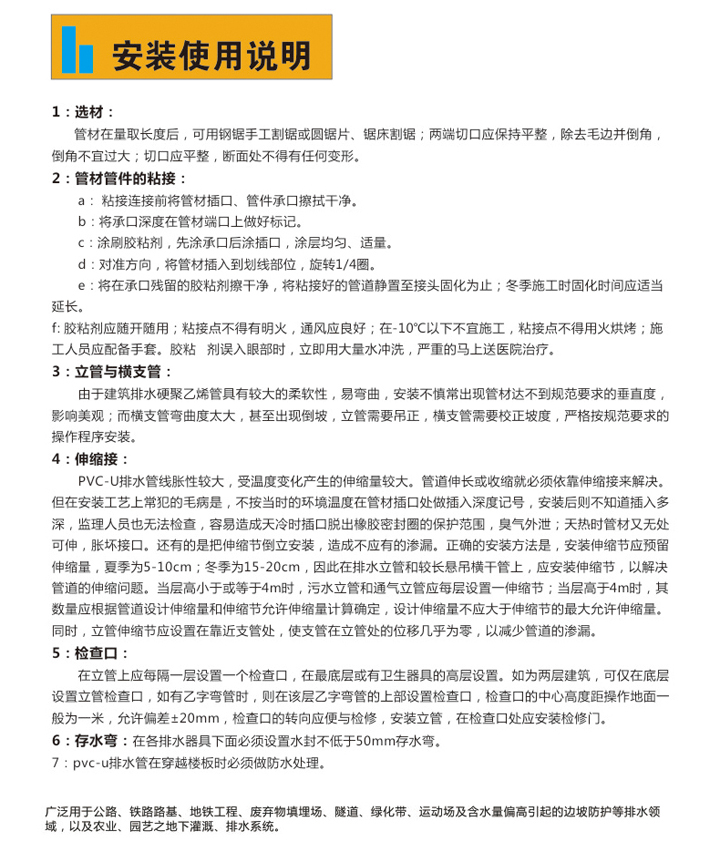 安装使用说明
1：选材：
管材在量取长度后，可用钢锯手工割锯或圆锯片、锯床割锯；两端切口应保持平整，除去毛边并倒角，
倒角不宜过大；切口应平整，断面处不得有任何变形。
2：管材管件的粘接：
a： 粘接连接前将管材插口、管件承口擦拭干净。
b：将承口深度在管材端口上做好标记。
c：涂刷胶粘剂，先涂承口后涂插口，涂层均匀、适量。
d：对准方向，将管材插入到划线部位，旋转1/4圈。
e：将在承口残留的胶粘剂擦干净，将粘接好的管道静置至接头固化为止；冬季施工时固化时间应适当
延长。
f: 胶粘剂应随开随用；粘接点不得有明火，通风应良好；在-10℃以下不宜施工，粘接点不得用火烘烤；施
工人员应配备手套。胶粘 剂误入眼部时，立即用大量水冲洗，严重的马上送医院治疗。
3：立管与横支管：
由于建筑排水硬聚乙烯管具有较大的柔软性，易弯曲，安装不慎常出现管材达不到规范要求的垂直度，
影响美观；而横支管弯曲度太大，甚至出现倒坡，立管需要吊正，横支管需要校正坡度，严格按规范要求的
操作程序安装。
4：伸缩接：
PVC-U排水管线胀性较大，受温度变化产生的伸缩量较大。管道伸长或收缩就必须依靠伸缩接来解决。
但在安装工艺上常犯的毛病是，不按当时的环境温度在管材插口处做插入深度记号，安装后则不知道插入多
深，监理人员也无法检查，容易造成天冷时插口脱出橡胶密封圈的保护范围，臭气外泄；天热时管材又无处
可伸，胀坏接口。还有的是把伸缩节倒立安装，造成不应有的渗漏。正确的安装方法是，安装伸缩节应预留
伸缩量，夏季为5-10cm；冬季为15-20cm，因此在排水立管和较长悬吊横干管上，应安装伸缩节，以解决
管道的伸缩问题。当层高小于或等于4m时，污水立管和通气立管应每层设置一伸缩节；当层高于4m时，其
数量应根据管道设计伸缩量和伸缩节允许伸缩量计算确定，设计伸缩量不应大于伸缩节的最大允许伸缩量。
同时，立管伸缩节应设置在靠近支管处，使支管在立管处的位移几乎为零，以减少管道的渗漏。
5：检查口：
在立管上应每隔一层设置一个检查口，在最底层或有卫生器具的高层设置。如为两层建筑，可仅在底层
设置立管检查口，如有乙字弯管时，则在该层乙字弯管的上部设置检查口，检查口的中心高度距操作地面一
般为一米，允许偏差±20mm，检查口的转向应便与检修，安装立管，在检查口处应安装检修门。
6：存水弯：在各排水器具下面必须设置水封不低于50mm存水弯。
7：pvc-u排水管在穿越楼板时必须做防水处理。
广泛用于公路、铁路路基、地铁工程、废弃物填埋场、隧道、绿化带、运动场及含水量偏高引起的边坡防护等排水领
域，以及农业、园艺之地下灌溉、排水系统。